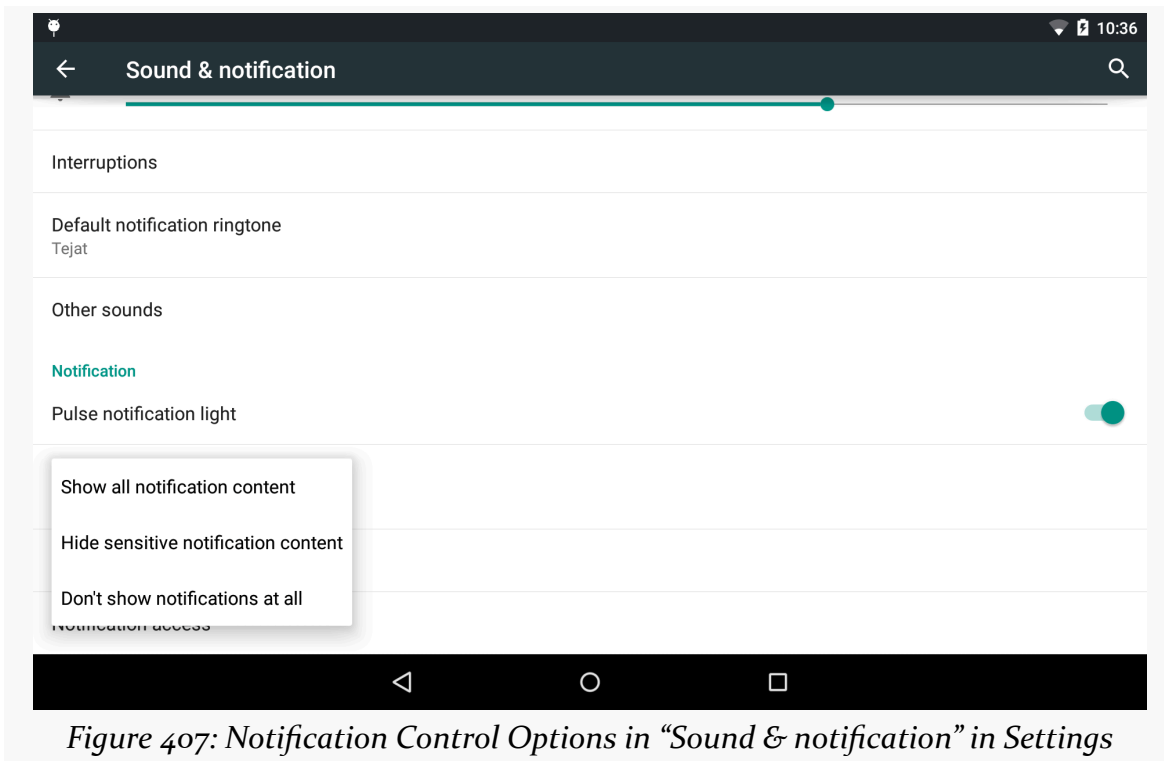 10:36
Sound & notification
Interruptions
Default notification ringtone
Tejat
Other sounds
Notification
Pulse notification light
Show all notification content
Hide sensitive notification content
Don't show notifications at all
Notification access
Figure 407: Notification Control Options in “Sound & notification” in Settings